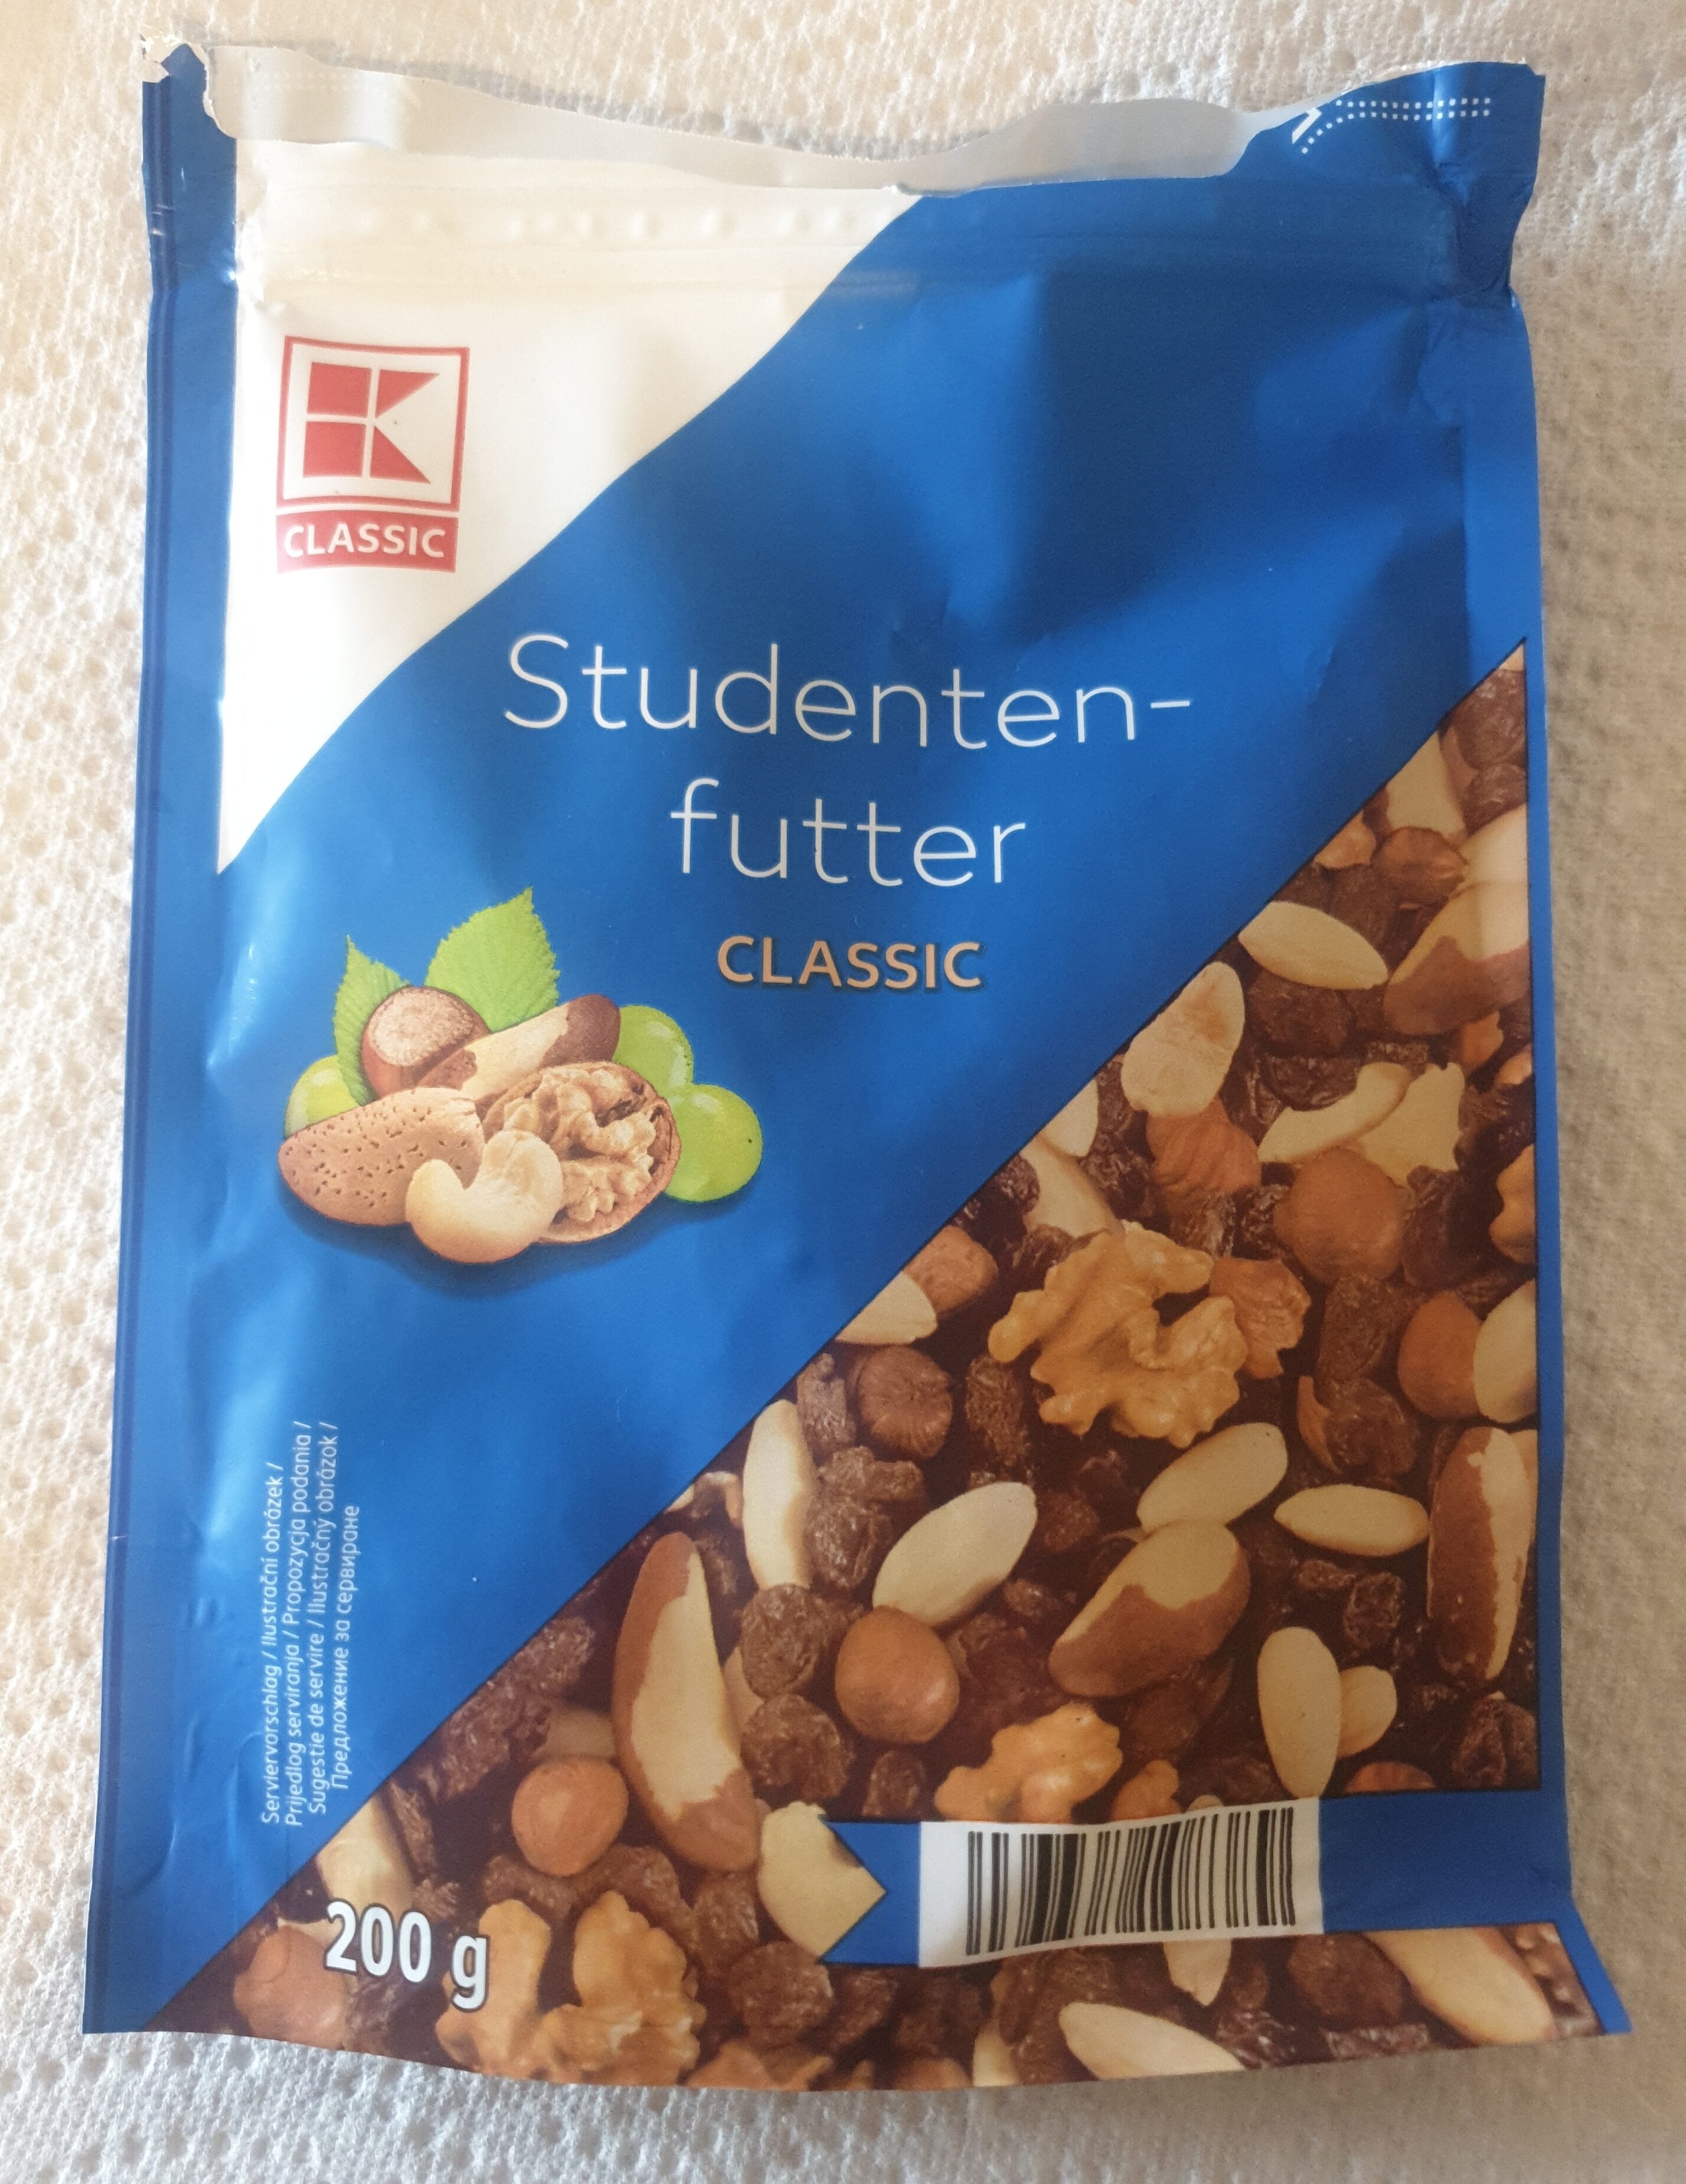 K
CLASSIC
Studenten-
futter
CLASSIC
Serviervorschlag / Ilustrační obrázek /
Prijedlog serviranja / Propozycja podania /
Sugestie de servire / Ilustračný obrázok /
Предложение за сервиране
200 g